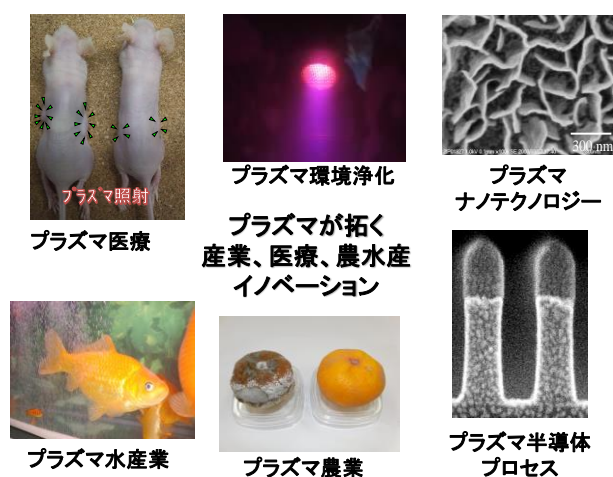 プラズマ照射
プラズマ医療
プラズマ環境浄化
300 nm
プラズマ
ナノテクノロジー
プラズマが拓く
産業、医療、農水産
イノベーション
プラズマ水産業
プラズマ農業
プラズマ半導体
プロセス